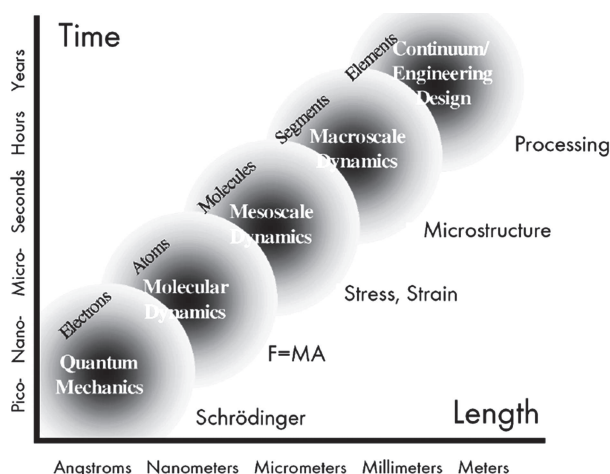 Time
Years
Hours
Seconds
Micro-
Nano-
Pico-
Elements
Continuum/
Engineering
Design
Processing
Segments
Macroscale
Dynamics
Microstructure
Molecules
Mesoscale
Dynamics
Stress, Strain
Atoms
Molecular
Dynamics
F=MA
Electrons
Quantum
Mechanics
Schrödinger
Length
Angstroms Nanometers Micrometers Millimeters Meters